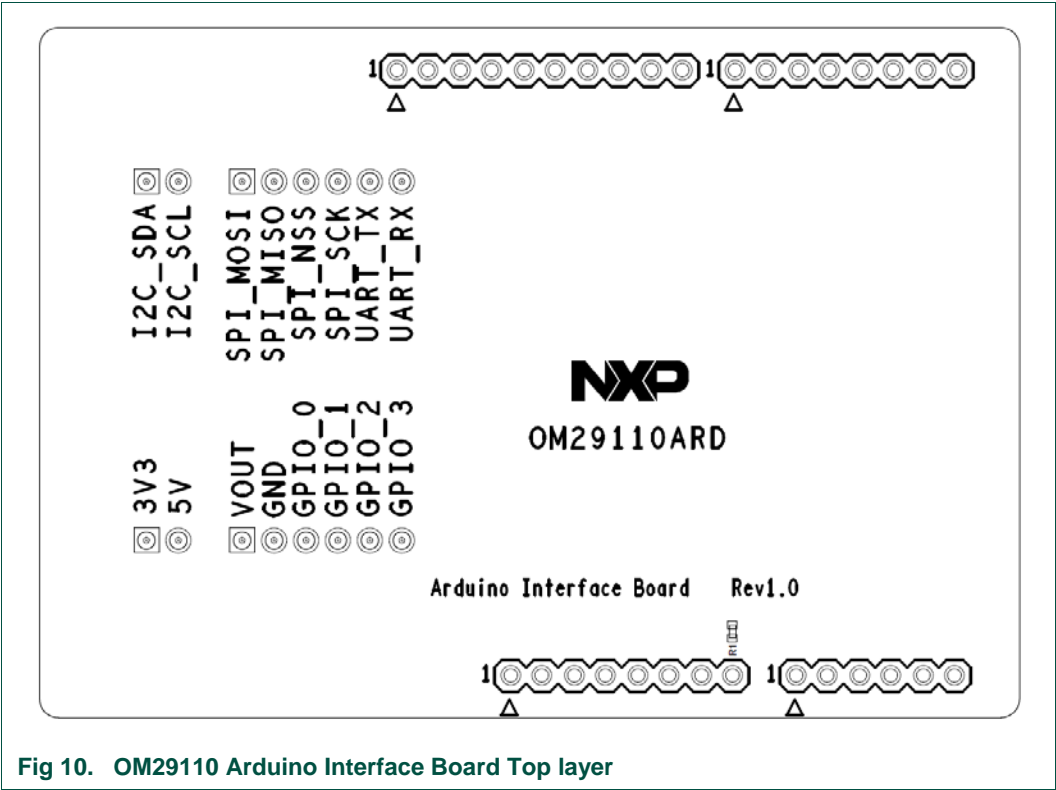 1
1
I2C_SDA
I2C_SCL
SPI_MOSI
SPI_MISO
SPI_NSS
SPI_SCK
UART_TX
UART_RX
NXP
OM29110ARD
3V3
5V
VOUT
GND
GPIO_0
GPIO_1
GPIO_2
GPIO_3
Arduino Interface Board Rev1.0
R1
1
1
Fig 10. OM29110 Arduino Interface Board Top layer